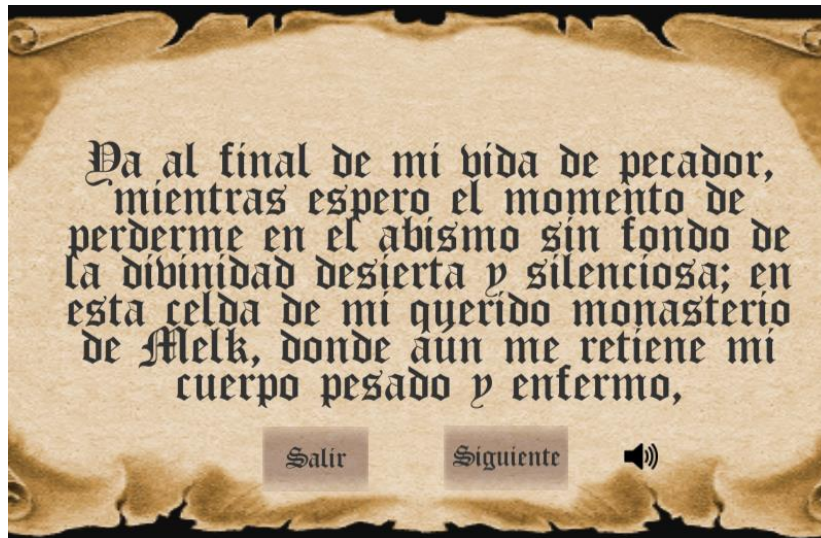 Ya al final de mi vida de pecador,
mientras espero el momento de
perderme en el abismo sin fondo de
la divinidad desierta y silenciosa; en
esta celda de mi querido monasterio
de Melk, donde aún me retiene mi
cuerpo pesado y enfermo,
Salir
Siguiente